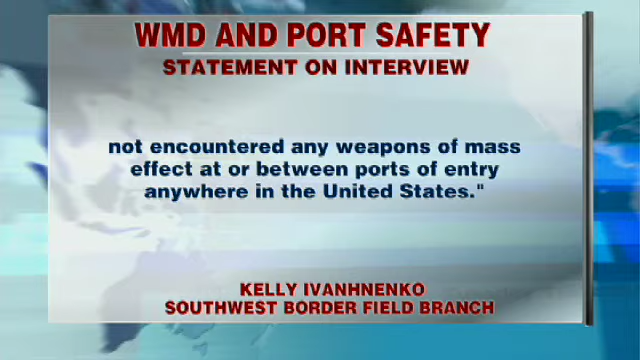 WMD AND PORT SAFETY
STATEMENT ON INTERVIEW
not encountered any weapons of mass
effect at or between ports of entry
anywhere in the United States."
KELLY IVANHNENKO
SOUTHWEST BORDER FIELD BRANCH